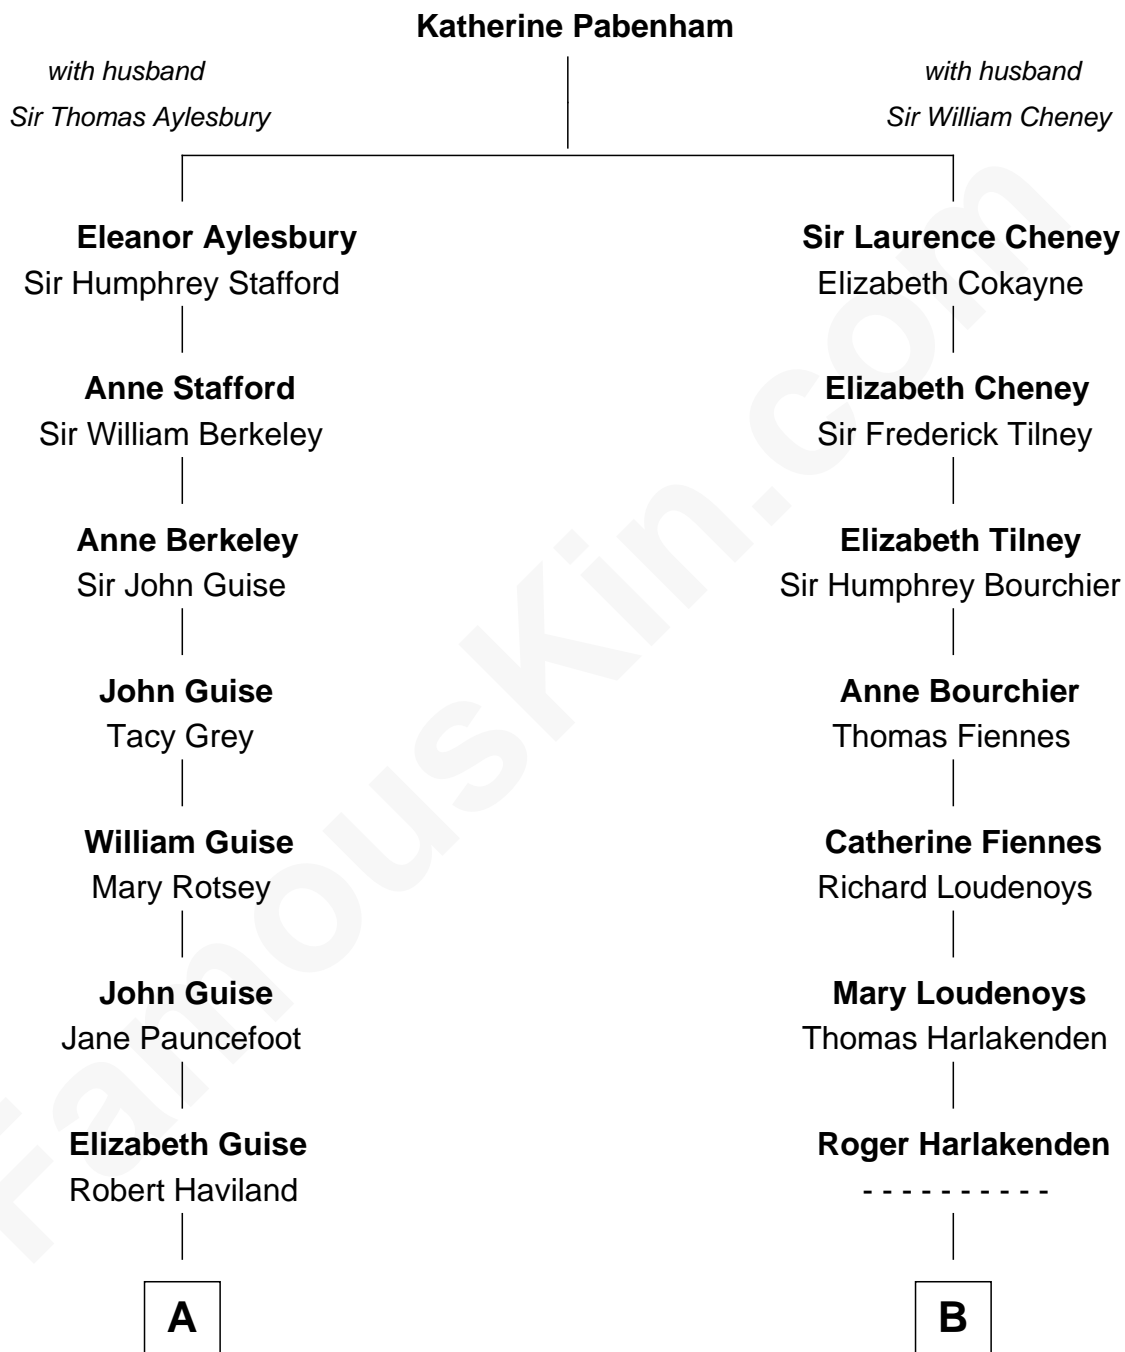 Katherine Pabenham
with husband
Sir Thomas Aylesbury
with husband
Sir William Cheney
Eleanor Aylesbury
Sir Humphrey Stafford
Sir Laurence Cheney
Elizabeth Cokayne
Anne Stafford
Sir William Berkeley
Elizabeth Cheney
Sir Frederick Tilney
Anne Berkeley
Sir John Guise
Elizabeth Tilney
Sir Humphrey Bourchier
John Guise
Tacy Grey
Anne Bourchier
Thomas Fiennes
William Guise
Mary Rotsey
Catherine Fiennes
Richard Loudenoys
John Guise
Jane Pauncefoot
Mary Loudenoys
Thomas Harlakenden
Elizabeth Guise
Robert Haviland
Roger Harlakenden
- - - - - - - - - -
A
B
FamousKin.com